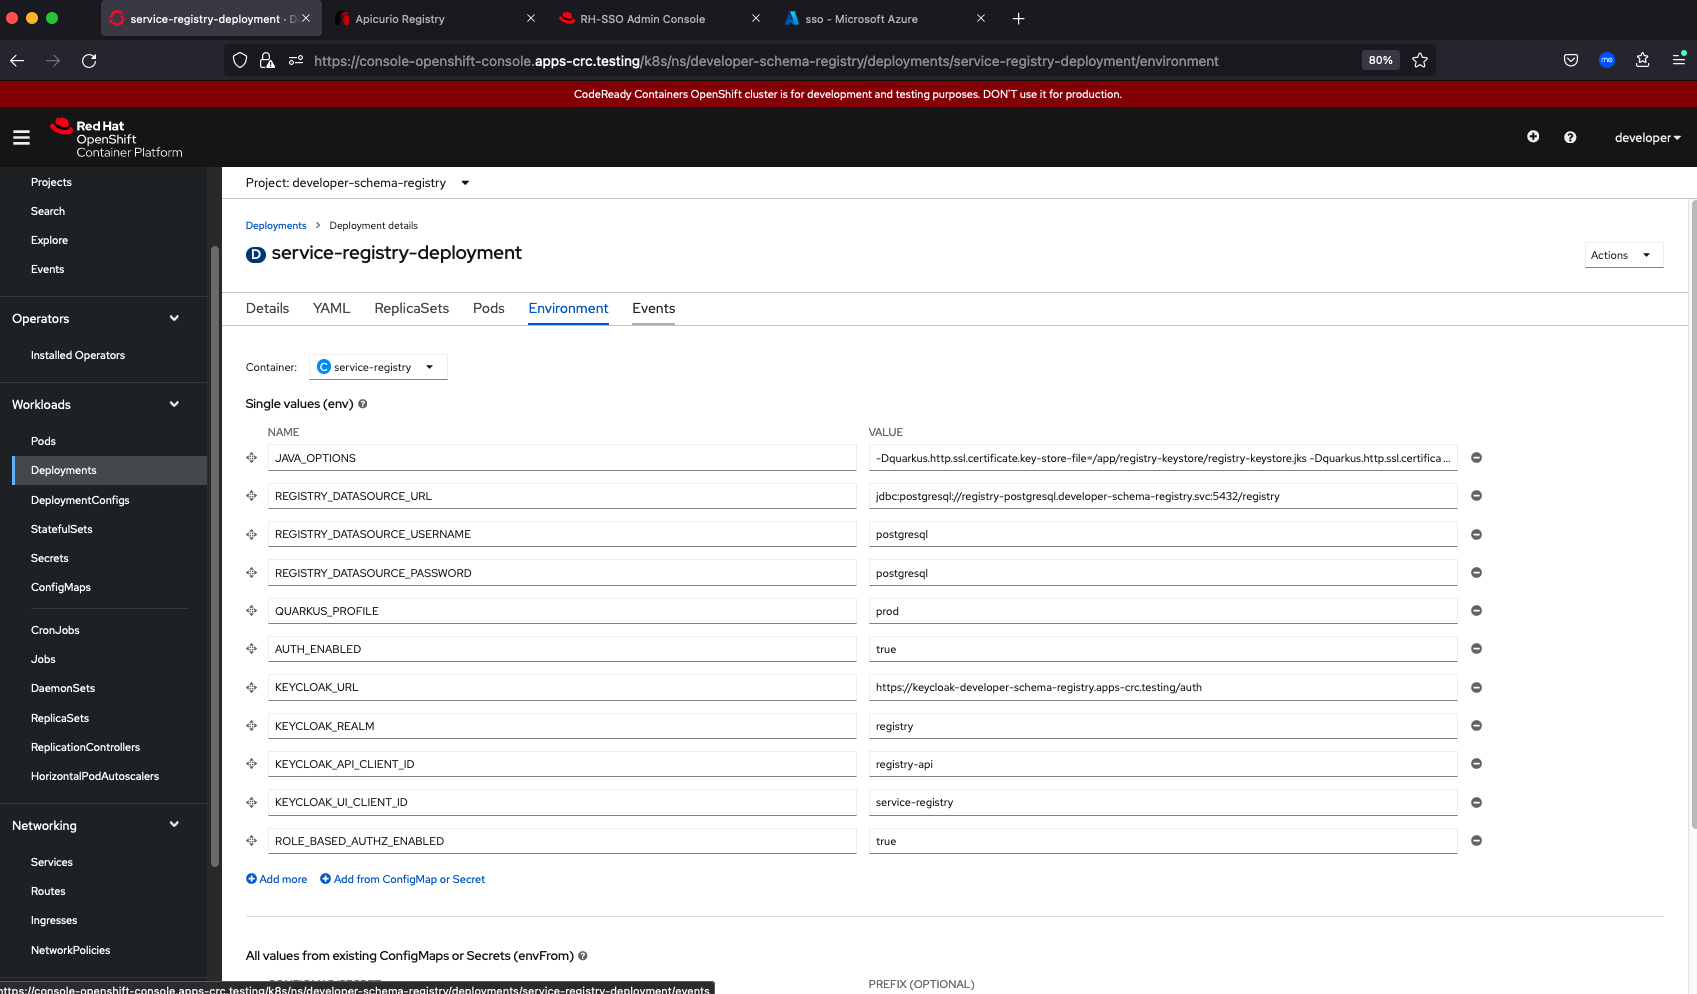 service-registry-deployment · D
Apicurio Registry
RH-SSO Admin Console
sso - Microsoft Azure
https://console-openshift-console.apps-crc.testing/k8s/ns/developer-schema-registry/deployments/service-registry-deployment/environment
80%
me
CodeReady Containers OpenShift cluster is for development and testing purposes. DON'T use it for production.
Red Hat
OpenShift
Container Platform
developer
Projects
Search
Explore
Events
Operators
Installed Operators
Workloads
Pods
Deployments
DeploymentConfigs
StatefulSets
Secrets
ConfigMaps
CronJobs
Jobs
DaemonSets
ReplicaSets
ReplicationControllers
HorizontalPodAutoscalers
Networking
Services
Routes
Ingresses
NetworkPolicies
Project: developer-schema-registry
Deployments > Deployment details
D service-registry-deployment
Actions
Details YAML ReplicaSets Pods Environment Events
Container: C service-registry
Single values (env)
NAME VALUE
JAVA_OPTIONS -Dquarkus.http.ssl.certificate.key-store-file=/app/registry-keystore/registry-keystore.jks -Dquarkus.http.ssl.certifica ...
REGISTRY_DATASOURCE_URL jdbc:postgresql://registry-postgresql.developer-schema-registry.svc:5432/registry
REGISTRY_DATASOURCE_USERNAME postgresql
REGISTRY_DATASOURCE_PASSWORD postgresql
QUARKUS_PROFILE prod
AUTH_ENABLED true
KEYCLOAK_URL https://keycloak-developer-schema-registry.apps-crc.testing/auth
KEYCLOAK_REALM registry
KEYCLOAK_API_CLIENT_ID registry-api
KEYCLOAK_UI_CLIENT_ID service-registry
ROLE_BASED_AUTHZ_ENABLED true
Add more Add from ConfigMap or Secret
All values from existing ConfigMaps or Secrets (envFrom)
PREFIX (OPTIONAL)
https://console-openshift-console.apps-crc.testing/k8s/ns/developer-schema-registry/deployments/service-registry-deployment/events